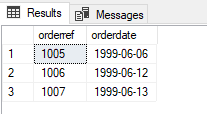 Results Messages
orderref orderdate
1 1005 1999-06-06
2 1006 1999-06-12
3 1007 1999-06-13